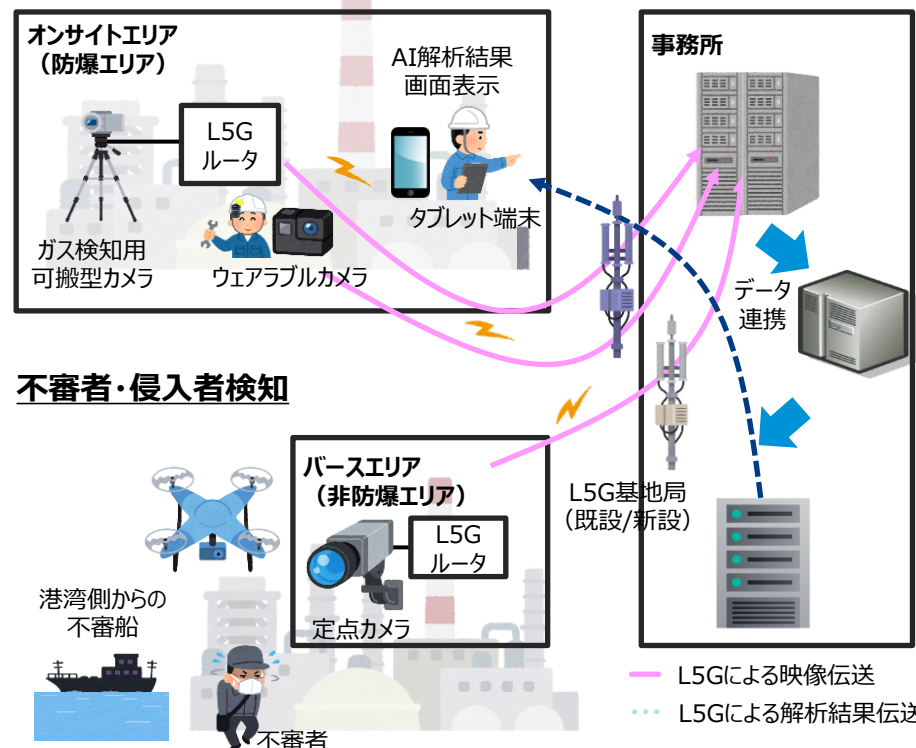 オンサイトエリア
（防爆エリア）
AI解析結果
画面表示
L5G
ルータ
タブレット端末
ガス検知用
可搬型カメラ
ウェアラブルカメラ
事務所
データ
連携
L5G基地局
（既設/新設）
不審者・侵入者検知
バースエリア
（非防爆エリア）
L5G
ルータ
定点カメラ
港湾側からの
不審船
不審者
L5Gによる映像伝送
L5Gによる解析結果伝送